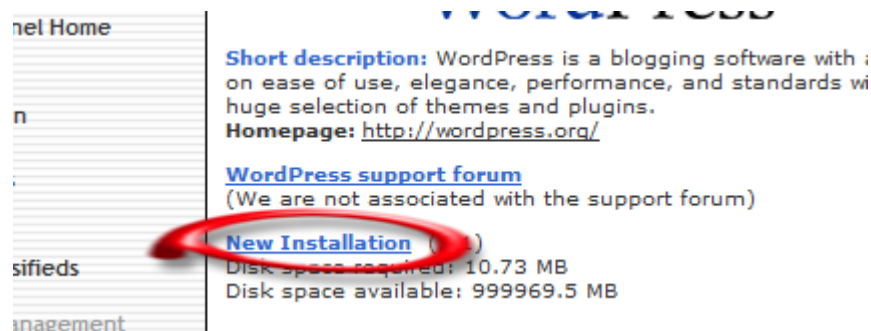 WordPress
nel Home
Short description: WordPress is a blogging software with a
on ease of use, elegance, performance, and standards wi
huge selection of themes and plugins.
n
Homepage: http://wordpress.org/
WordPress support forum
(We are not associated with the support forum)
New Installation
sifieds
Disk space required: 10.73 MB
Disk space available: 999969.5 MB
anagement